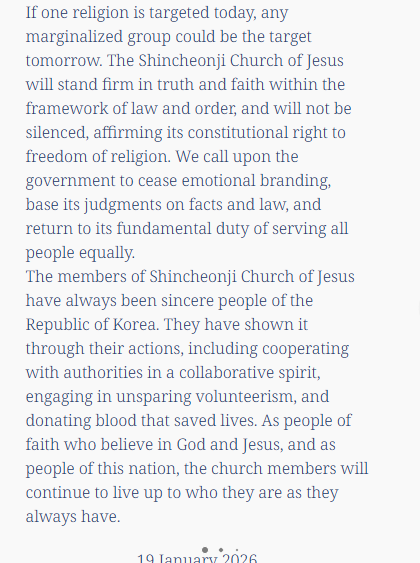 If one religion is targeted today, any
marginalized group could be the target
tomorrow. The Shincheonji Church of Jesus
will stand firm in truth and faith within the
framework of law and order, and will not be
silenced, affirming its constitutional right to
freedom of religion. We call upon the
government to cease emotional branding,
base its judgments on facts and law, and
return to its fundamental duty of serving all
people equally.
The members of Shincheonji Church of Jesus
have always been sincere people of the
Republic of Korea. They have shown it
through their actions, including cooperating
with authorities in a collaborative spirit,
engaging in unsparing volunteerism, and
donating blood that saved lives. As people of
faith who believe in God and Jesus, and as
people of this nation, the church members will
continue to live up to who they are as they
always have.
19 January 2026